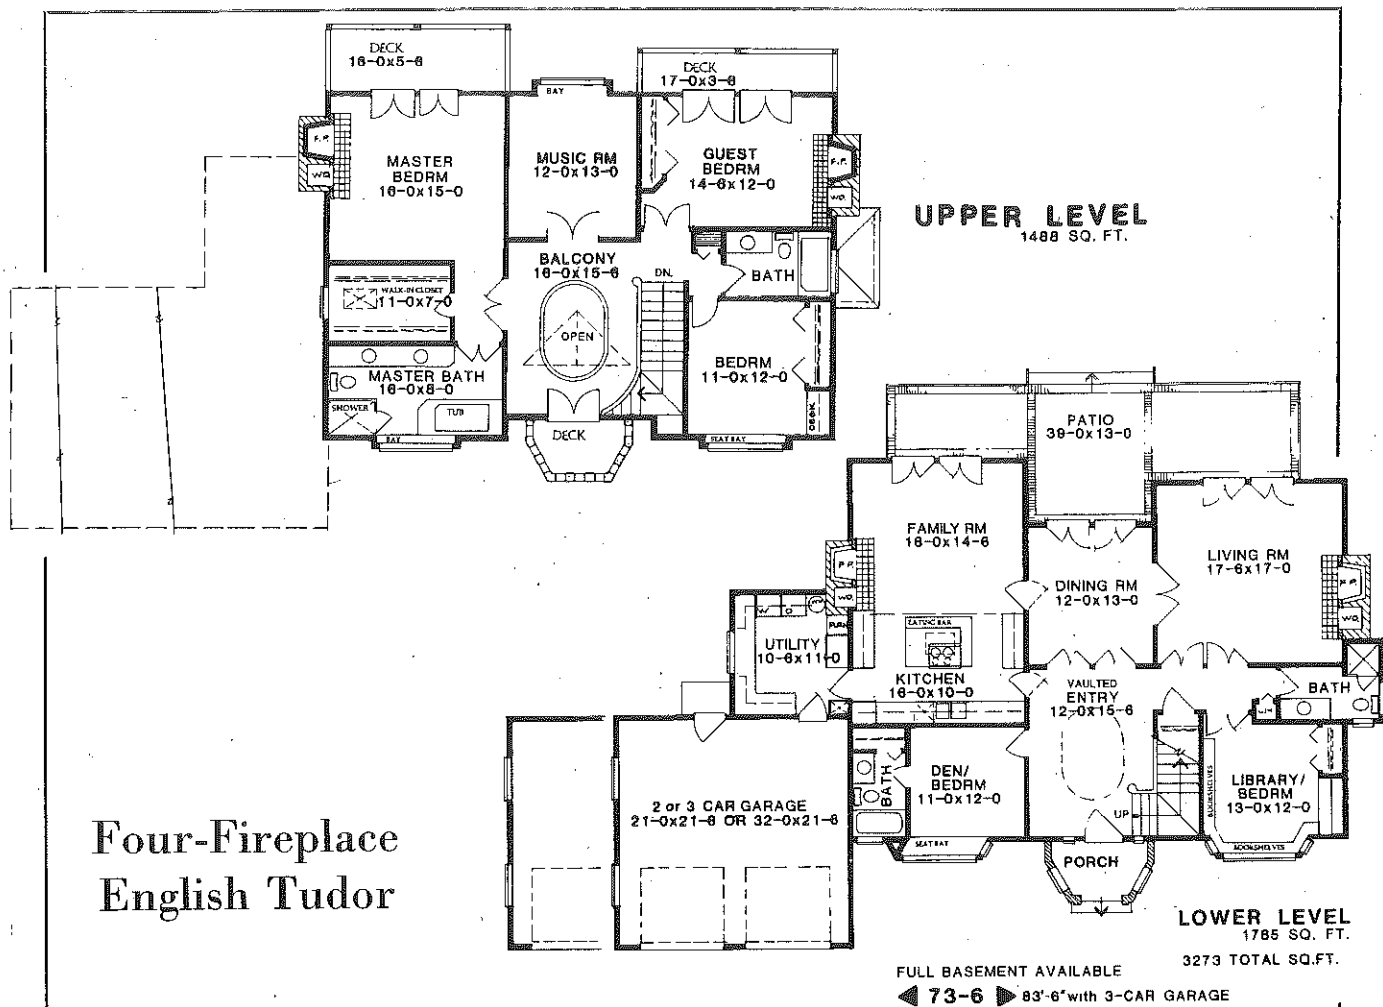 DECK
16-0x5-6
DECK
17-0x3-6
BAY
F.P.
WD.
MASTER
BEDRM
16-0x15-0
MUSIC RM
12-0x13-0
GUEST
BEDRM
14-6x12-0
F.P.
WD.
UPPER LEVEL
1488 SQ. FT.
BALCONY
16-0x15-6
DN.
BATH
WALK-IN CLOSET
11-0x7-0
OPEN
BEDRM
11-0x12-0
MASTER BATH
16-0x8-0
SHOWER
TUB
DESK
BAY
DECK
SEAT BAY
PATIO
39-0x13-0
FAMILY RM
16-0x14-6
LIVING RM
17-6x17-0
F.P.
WD.
DINING RM
12-0x13-0
F.P.
WD.
W
D
FURN
EATING BAR
UTILITY
10-6x11-0
KITCHEN
16-0x10-0
VAULTED
ENTRY
12-0x15-6
BATH
DEN/
BEDRM
11-0x12-0
BATH
LIBRARY/
BEDRM
13-0x12-0
BOOKSHELVES
2 or 3 CAR GARAGE
21-0x21-6 OR 32-0x21-6
UP
SEAT BAY
BOOKSHELVES
PORCH
Four-Fireplace
English Tudor
LOWER LEVEL
1785 SQ. FT.
3273 TOTAL SQ.FT.
FULL BASEMENT AVAILABLE
73-6 83'-6" with 3-CAR GARAGE